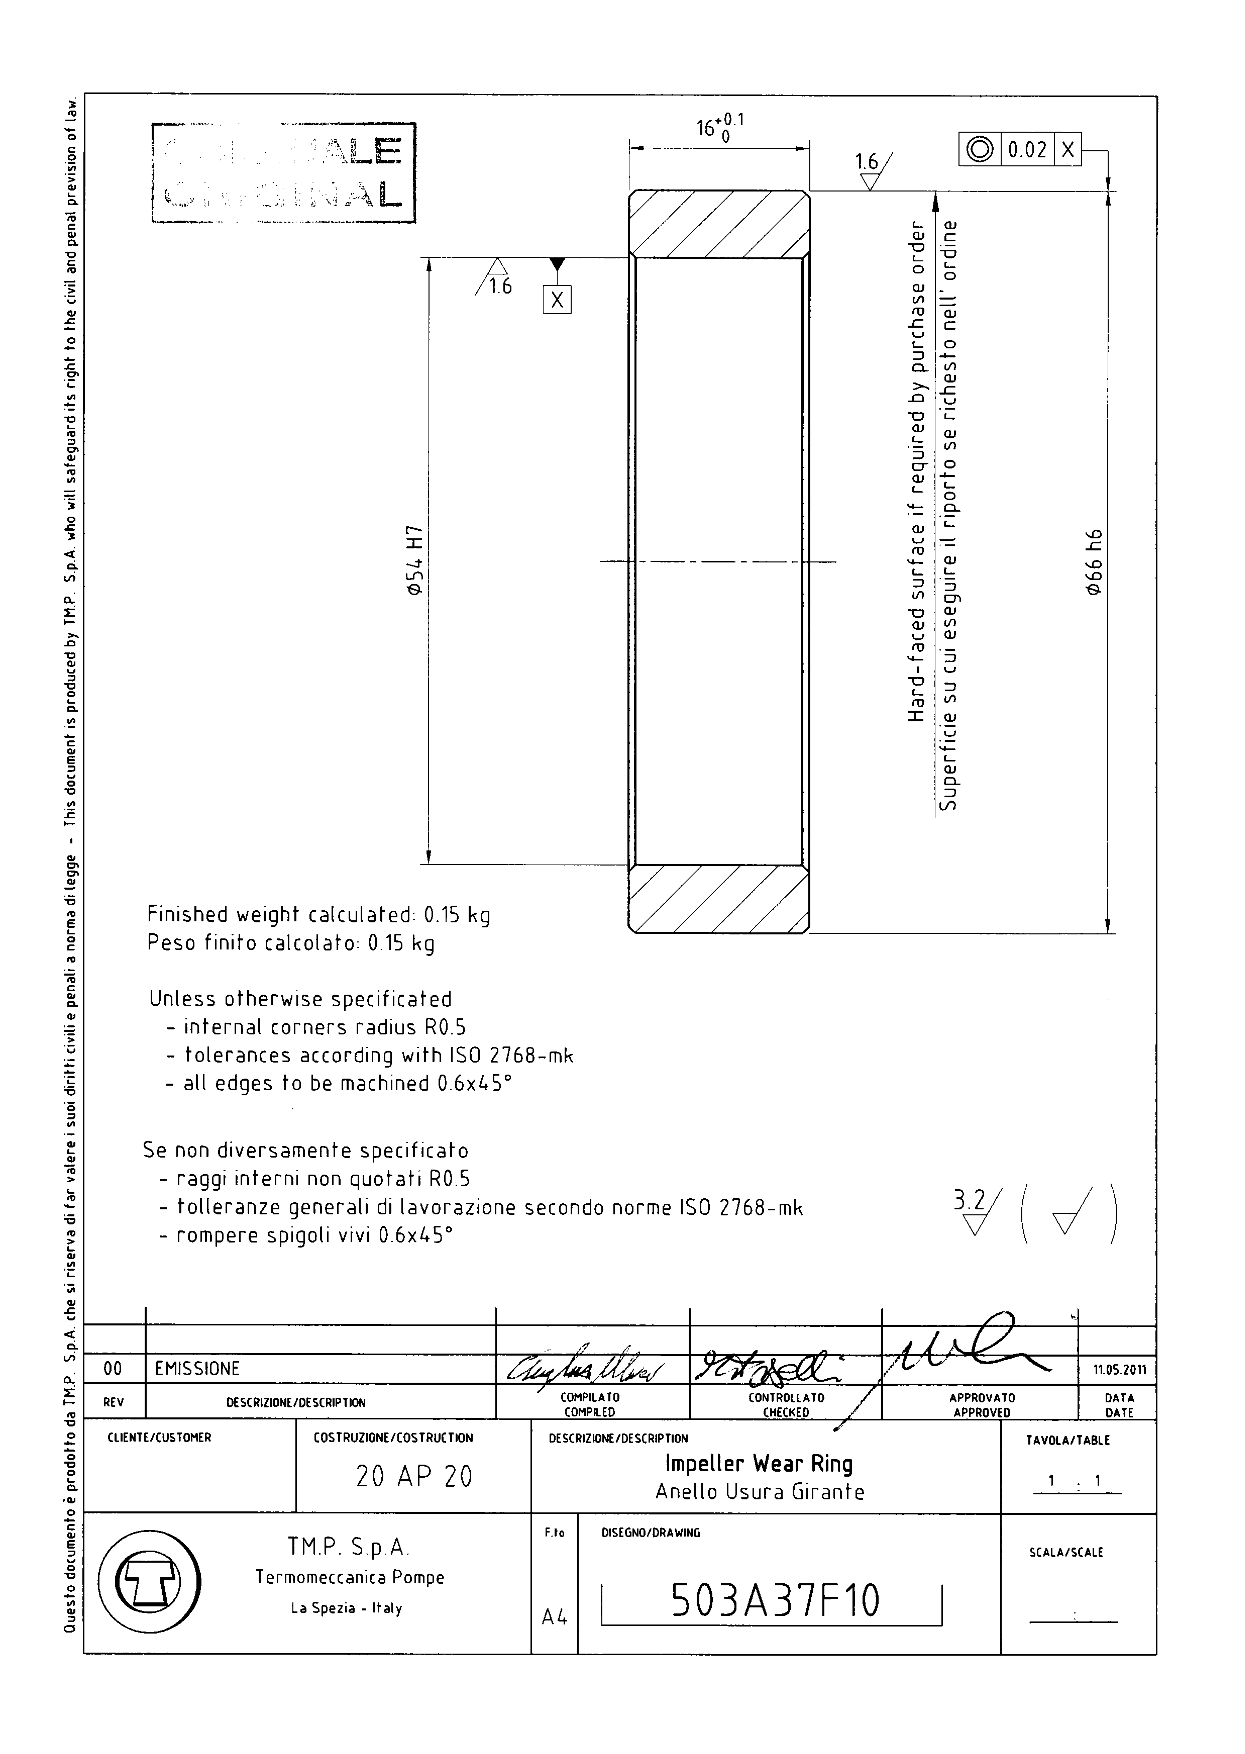 ORIGINAL
16 +0.1 0
1.6
◎ 0.02 X
1.6
X
Ø54 H7
Hard-faced surface if required by purchase order
Superficie su cui eseguire il riporto se richesto nell' ordine
Ø66 h6
Finished weight calculated: 0.15 kg
Peso finito calcolato: 0.15 kg
Unless otherwise specificated
- internal corners radius R0.5
- tolerances according with ISO 2768-mk
- all edges to be machined 0.6x45°
Se non diversamente specificato
- raggi interni non quotati R0.5
- tolleranze generali di lavorazione secondo norme ISO 2768-mk
- rompere spigoli vivi 0.6x45°
3.2 ( )
Questo documento è prodotto da T.M.P. S.p.A. che si riserva di far valere i suoi diritti civili e penali a norma di legge - This document is produced by T.M.P. S.p.A. who will safeguard its right to the civil and penal prevision of law.
00 EMISSIONE 11.05.2011
REV DESCRIZIONE/DESCRIPTION COMPILATO CONTROLLATO APPROVATO DATA
COMPILED CHECKED APPROVED DATE
CLIENTE/CUSTOMER COSTRUZIONE/COSTRUCTION DESCRIZIONE/DESCRIPTION TAVOLA/TABLE
20 AP 20 Impeller Wear Ring 1 : 1
Anello Usura Girante
T.M.P. S.p.A. F.to DISEGNO/DRAWING SCALA/SCALE
Termomeccanica Pompe
La Spezia - Italy A4 503A37F10 :